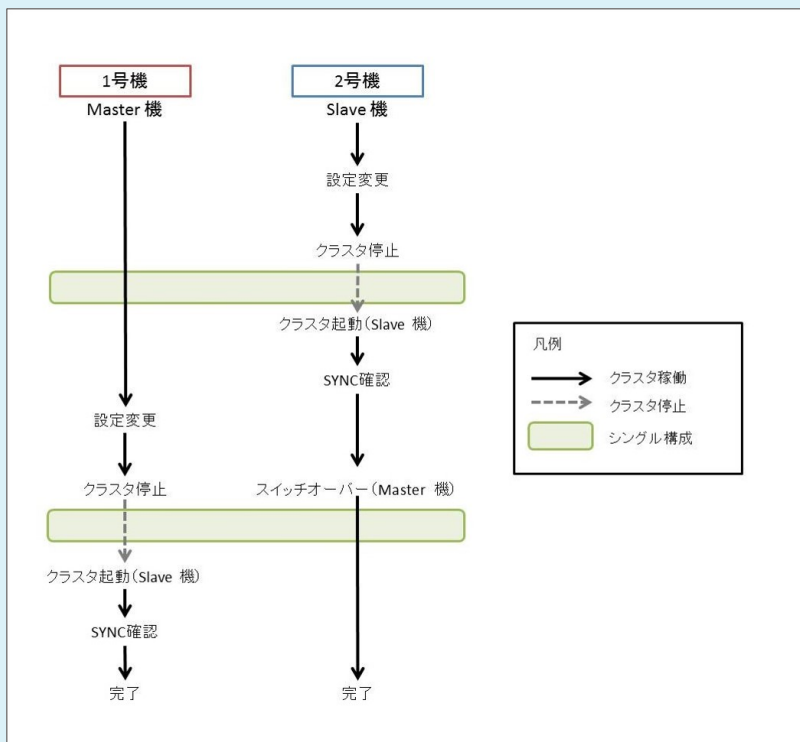 1号機
2号機
Master 機
Slave 機
設定変更
クラスタ停止
クラスタ起動(Slave 機)
SYNC確認
設定変更
クラスタ停止
スイッチオーバー(Master 機)
クラスタ起動(Slave 機)
SYNC確認
完了
完了
凡例
クラスタ稼働
クラスタ停止
シングル構成